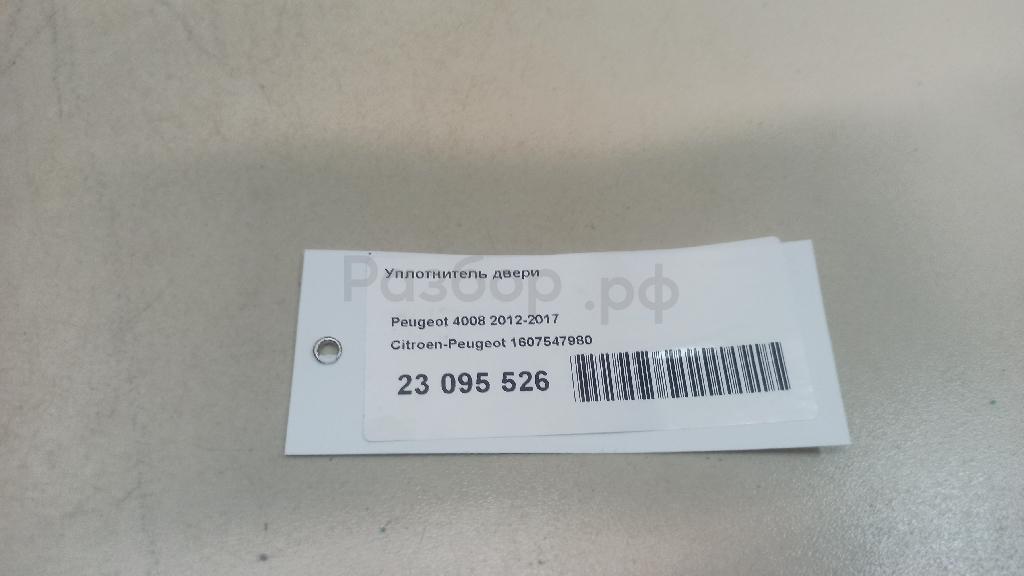 Уплотнитель двери
Разбор.рф
Peugeot 4008 2012-2017
Citroen-Peugeot 1607547980
23 095 526